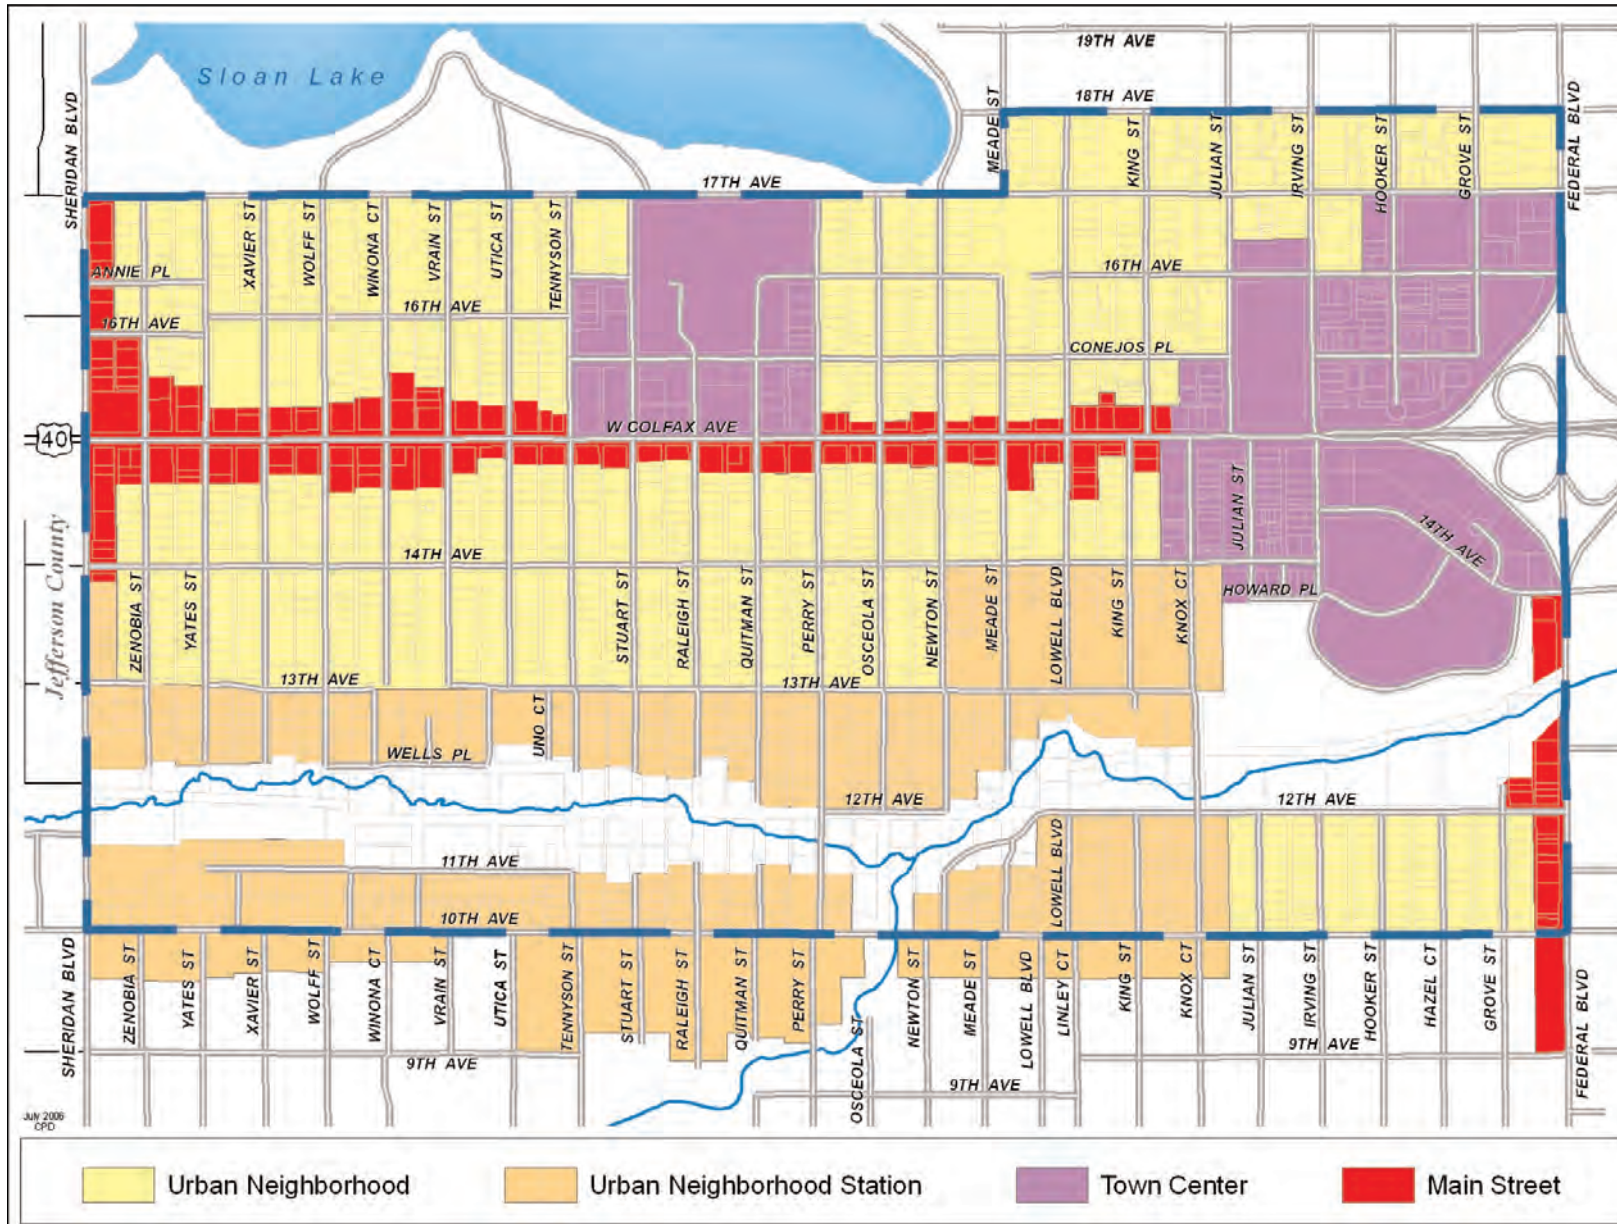 19TH AVE
Sloan Lake
18TH AVE
SHERIDAN BLVD
MEADE ST
KING ST
JULIAN ST
IRVING ST
HOOKER ST
GROVE ST
FEDERAL BLVD
17TH AVE
XAVIER ST
WOLFF ST
WINONA CT
VRAIN ST
UTICA ST
TENNYSON ST
ANNIE PL
16TH AVE
16TH AVE
16TH AVE
CONEJOS PL
W COLFAX AVE
40
JULIAN ST
14TH AVE
14TH AVE
Jefferson County
ZENOBIA ST
YATES ST
STUART ST
RALEIGH ST
QUITMAN ST
PERRY ST
OSCEOLA ST
NEWTON ST
MEADE ST
LOWELL BLVD
KING ST
KNOX CT
HOWARD PL
13TH AVE
13TH AVE
UNO CT
WELLS PL
12TH AVE
12TH AVE
11TH AVE
LOWELL BLVD
10TH AVE
SHERIDAN BLVD
ZENOBIA ST
YATES ST
XAVIER ST
WOLFF ST
WINONA CT
VRAIN ST
UTICA ST
TENNYSON ST
STUART ST
RALEIGH ST
QUITMAN ST
PERRY ST
OSCEOLA ST
NEWTON ST
MEADE ST
LOWELL BLVD
LINLEY CT
KING ST
KNOX CT
JULIAN ST
IRVING ST
HOOKER ST
HAZEL CT
GROVE ST
FEDERAL BLVD
9TH AVE
9TH AVE
9TH AVE
July 2006
CPD
Urban Neighborhood
Urban Neighborhood Station
Town Center
Main Street